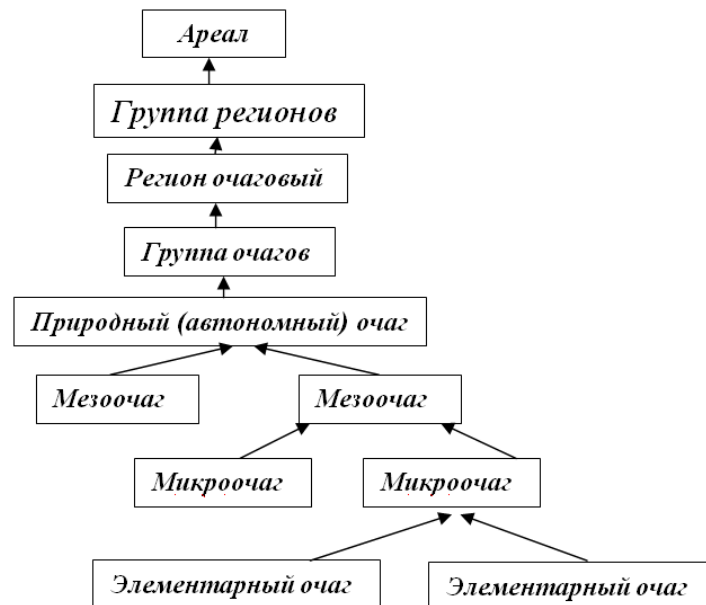 Ареал
Группа регионов
Регион очаговый
Группа очагов
Природный (автономный) очаг
Мезоочаг
Мезоочаг
Микроочаг
Микроочаг
Элементарный очаг
Элементарный очаг